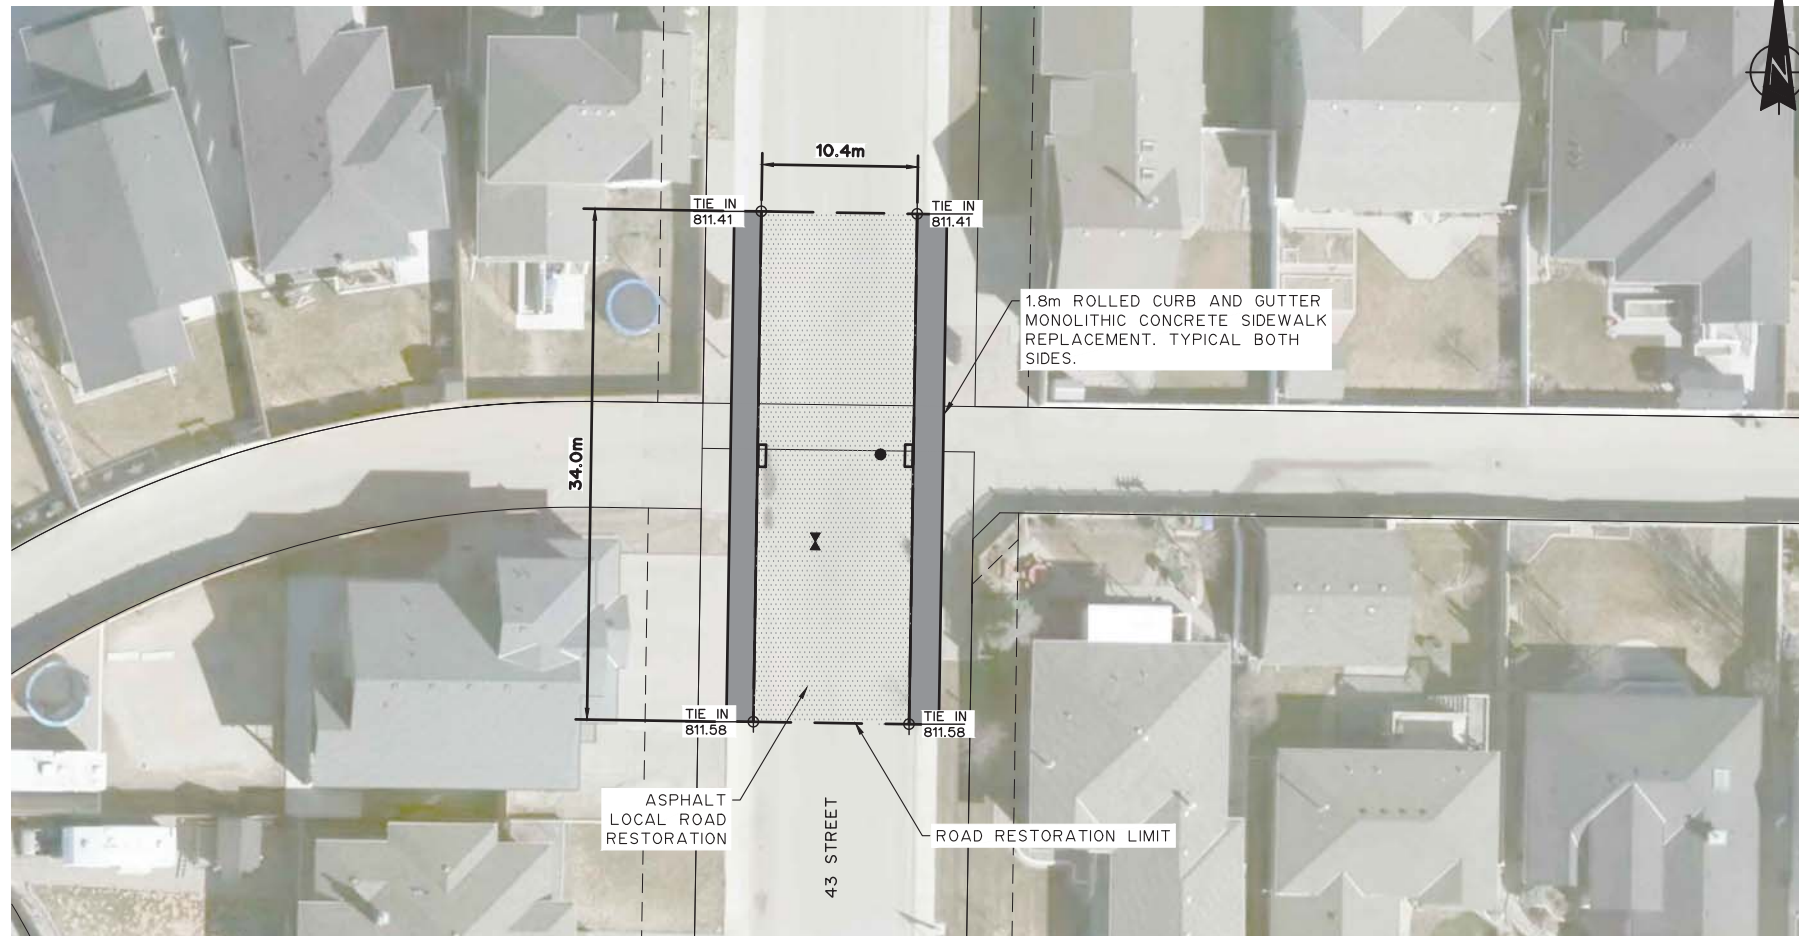 10.4m
TIE IN
811.41
TIE IN
811.41
1.8m ROLLED CURB AND GUTTER
MONOLITHIC CONCRETE SIDEWALK
REPLACEMENT. TYPICAL BOTH
SIDES.
34.0m
TIE IN
811.58
TIE IN
811.58
ASPHALT
LOCAL ROAD
RESTORATION
ROAD RESTORATION LIMIT
43 STREET
N